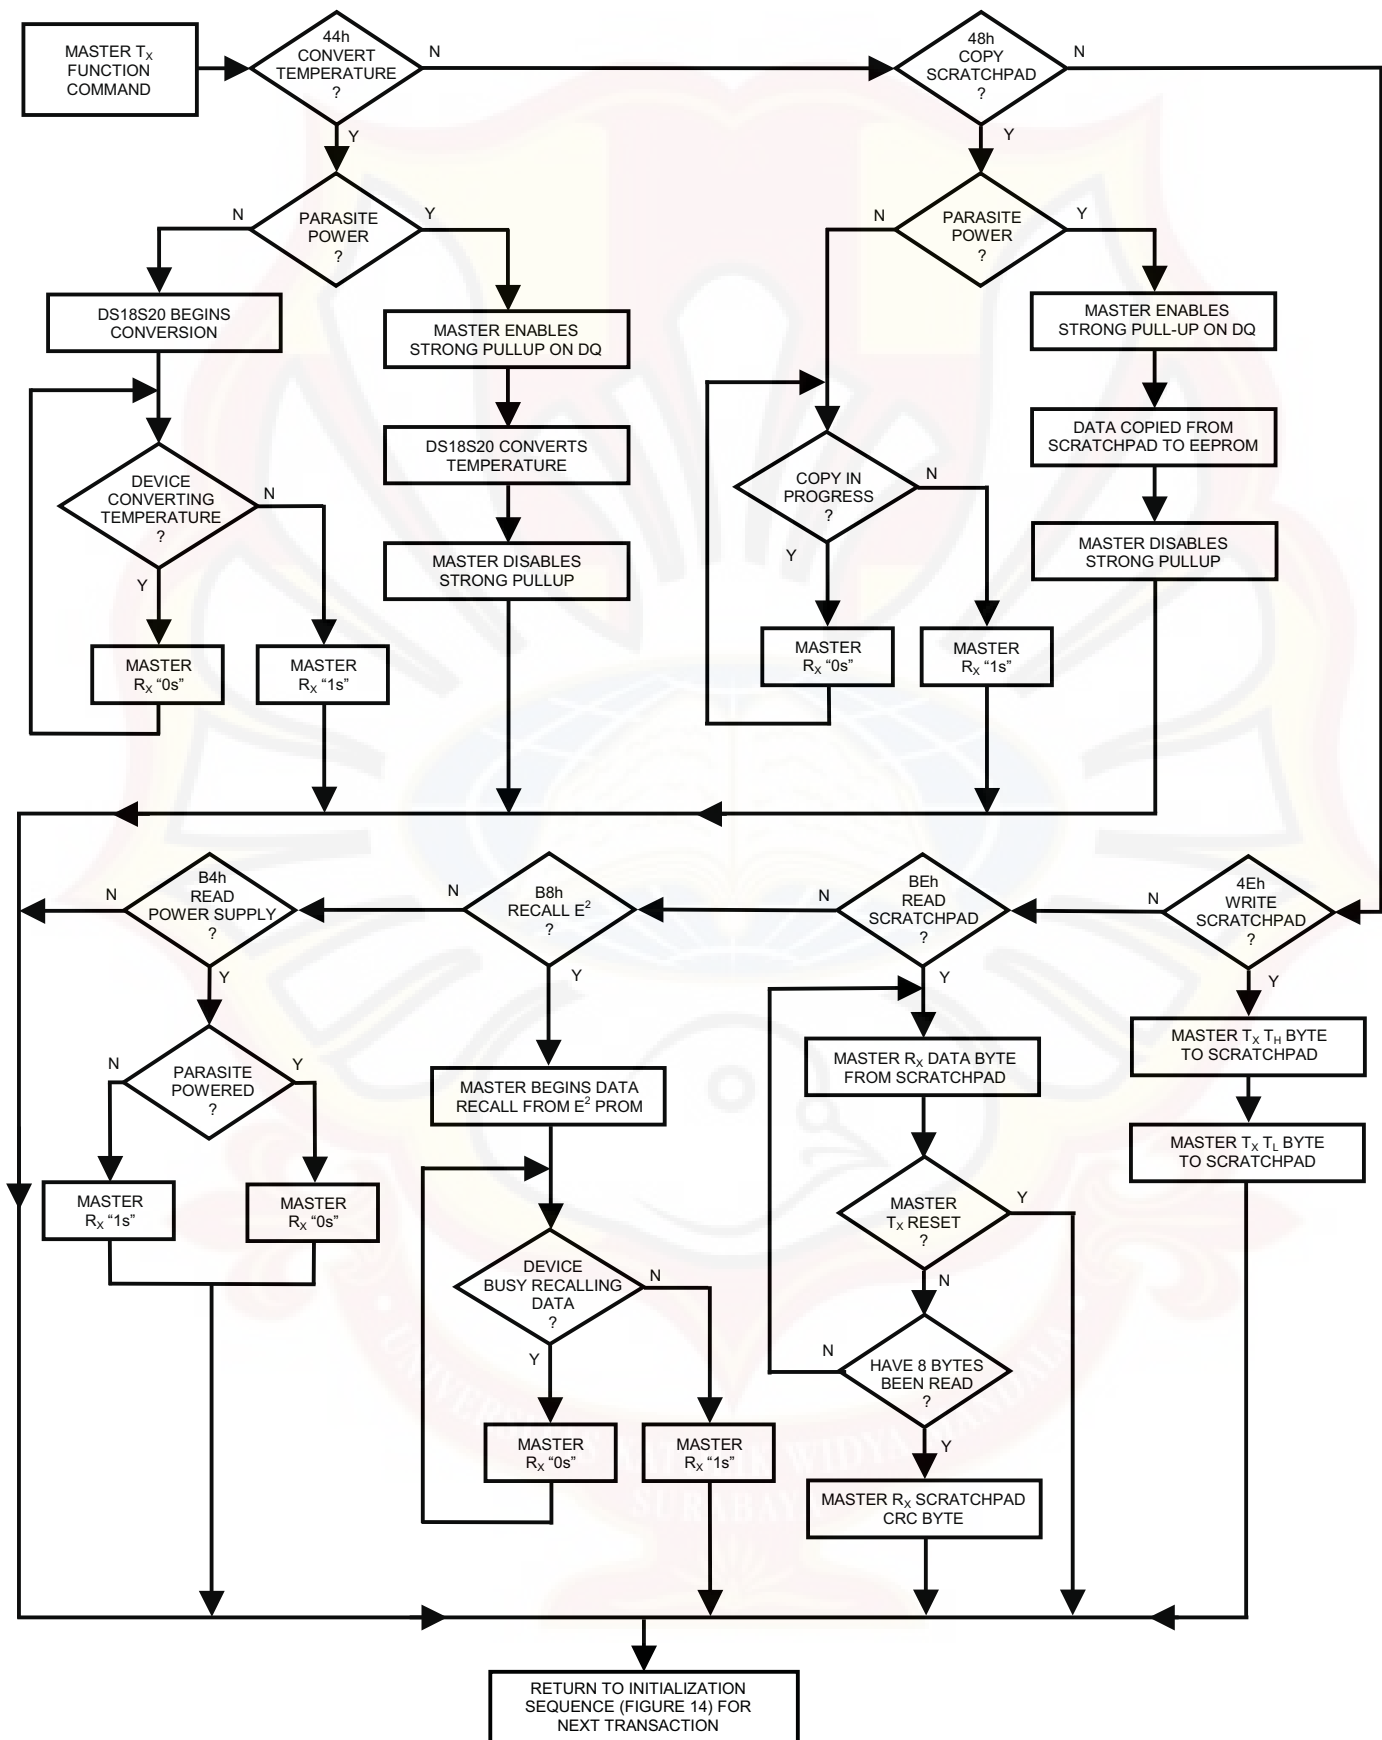 MASTER TX
FUNCTION
COMMAND
44h
CONVERT
TEMPERATURE
?
N
Y
48h
COPY
SCRATCHPAD
?
N
Y
PARASITE
POWER
?
N
Y
DS18S20 BEGINS
CONVERSION
MASTER ENABLES
STRONG PULLUP ON DQ
DEVICE
CONVERTING
TEMPERATURE
?
N
Y
DS18S20 CONVERTS
TEMPERATURE
MASTER DISABLES
STRONG PULLUP
MASTER
RX “0s”
MASTER
RX “1s”
PARASITE
POWER
?
N
Y
MASTER ENABLES
STRONG PULL-UP ON DQ
DATA COPIED FROM
SCRATCHPAD TO EEPROM
COPY IN
PROGRESS
?
N
Y
MASTER DISABLES
STRONG PULLUP
MASTER
RX “0s”
MASTER
RX “1s”
B4h
READ
POWER SUPPLY
?
N
Y
B8h
RECALL E2
?
N
Y
BEh
READ
SCRATCHPAD
?
N
Y
4Eh
WRITE
SCRATCHPAD
?
N
Y
PARASITE
POWERED
?
N
Y
MASTER
RX “1s”
MASTER
RX “0s”
MASTER BEGINS DATA
RECALL FROM E2 PROM
DEVICE
BUSY RECALLING
DATA
?
N
Y
MASTER
RX “0s”
MASTER
RX “1s”
MASTER RX DATA BYTE
FROM SCRATCHPAD
MASTER
TX RESET
?
Y
N
HAVE 8 BYTES
BEEN READ
?
N
Y
MASTER RX SCRATCHPAD
CRC BYTE
MASTER TX TH BYTE
TO SCRATCHPAD
MASTER TX TL BYTE
TO SCRATCHPAD
RETURN TO INITIALIZATION
SEQUENCE (FIGURE 14) FOR
NEXT TRANSACTION
SURABAYA